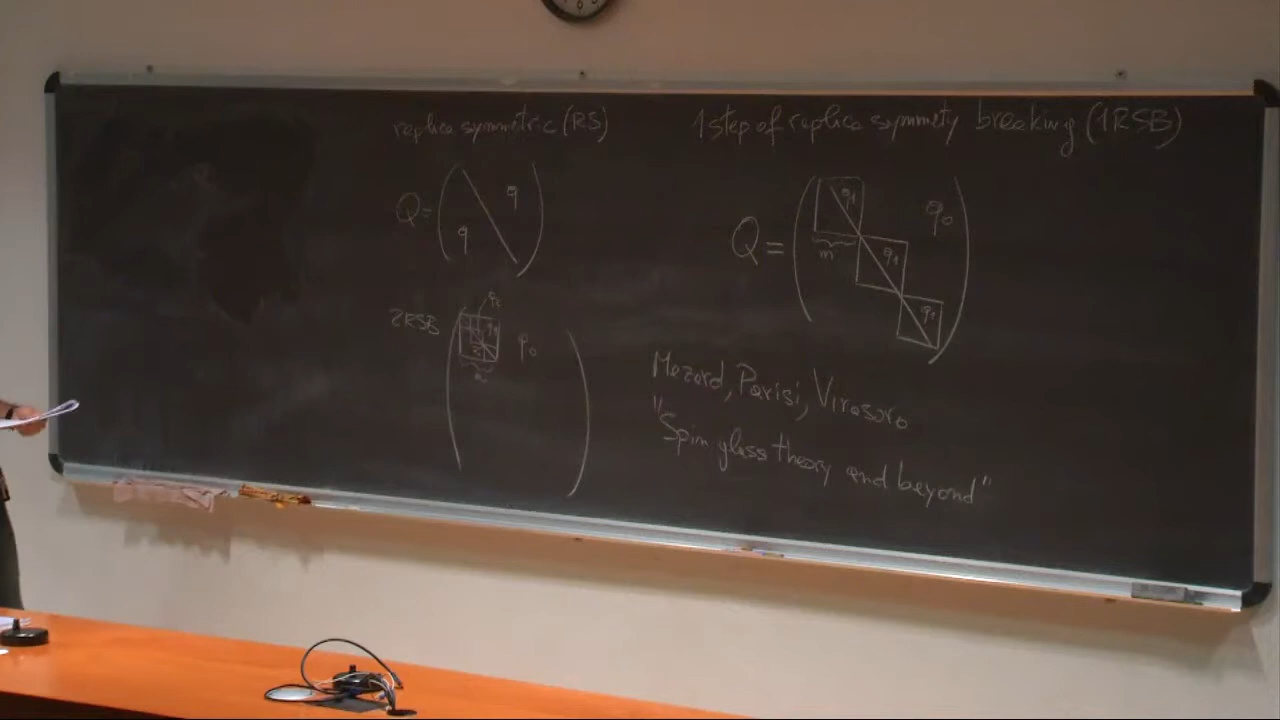 replica symmetric (RS)
Q = ( q q )
2RSB ( q₀ )
1 step of replica symmety breaking (1RSB)
Q = ( q₁ q₀ m q₁ q₁ )
Mezard, Parisi, Virasoro
"Spin glass theory and beyond"